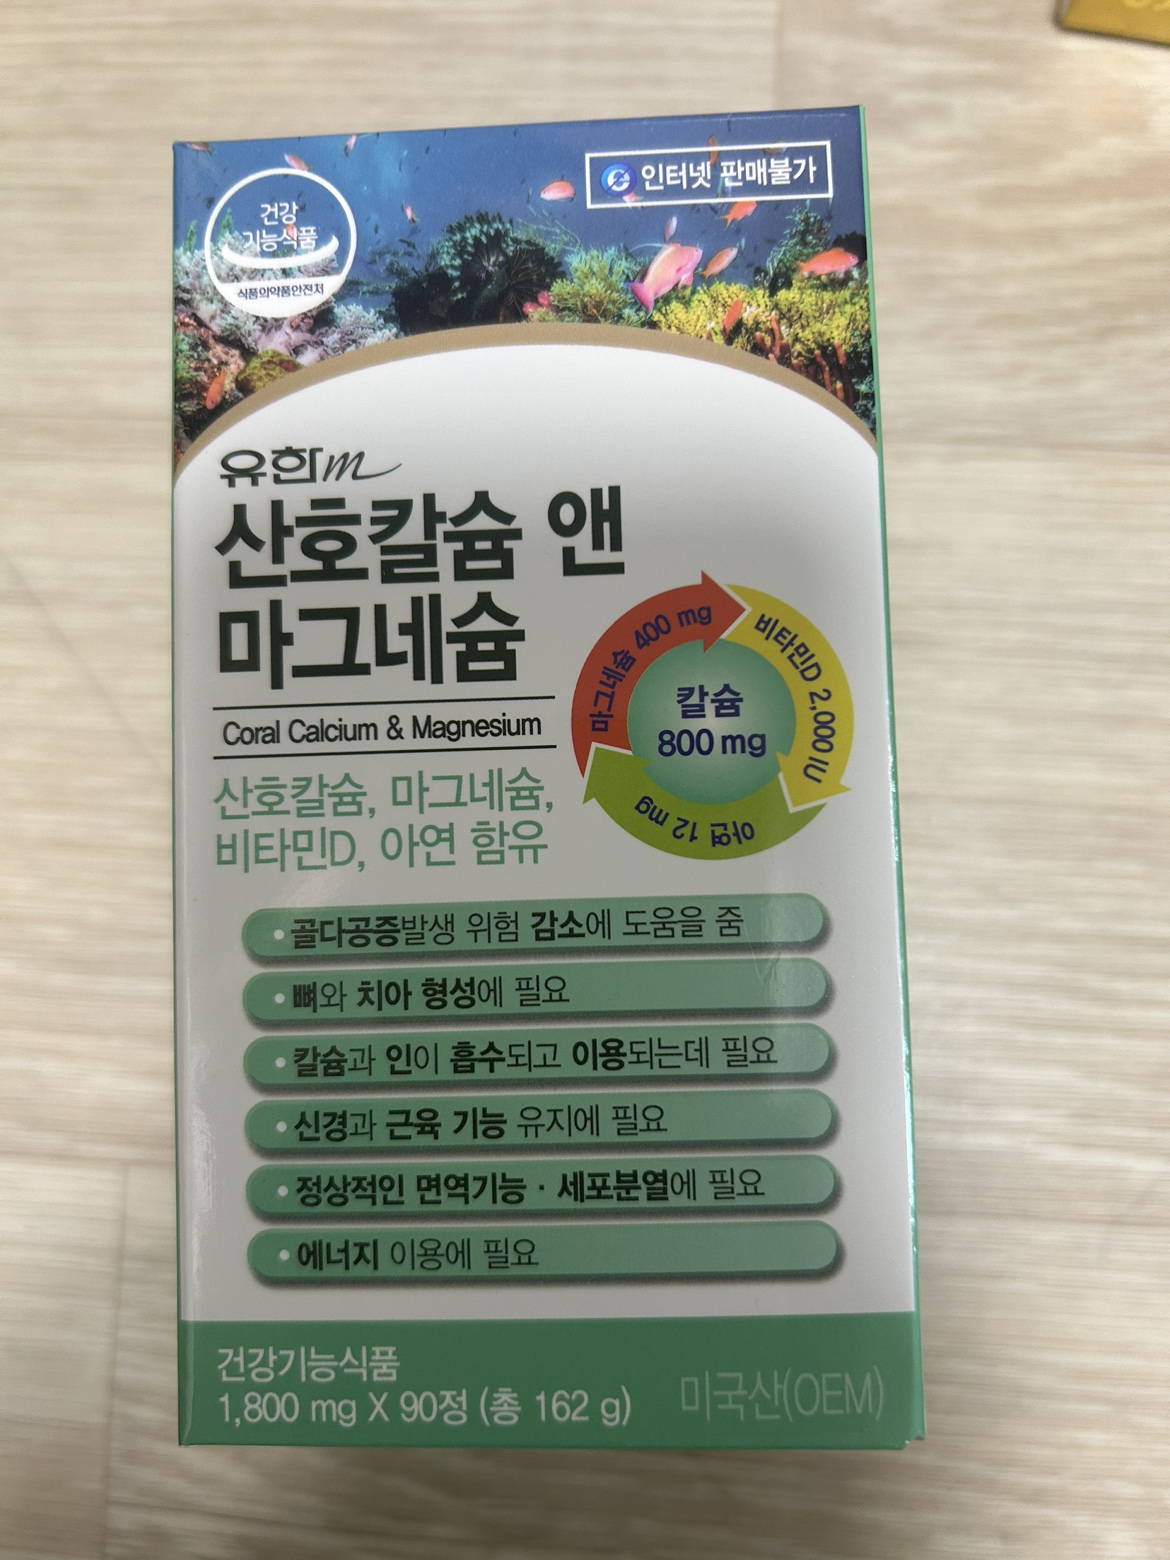 건강
기능식품
식품의약품안전처
인터넷 판매불가
유한m
산호칼슘 앤
마그네슘
Coral Calcium & Magnesium
산호칼슘, 마그네슘,
비타민D, 아연 함유
마그네슘 400 mg
비타민D 2,000 IU
아연 12 mg
칼슘
800 mg
• 골다공증발생 위험 감소에 도움을 줌
• 뼈와 치아 형성에 필요
• 칼슘과 인이 흡수되고 이용되는데 필요
• 신경과 근육 기능 유지에 필요
• 정상적인 면역기능 · 세포분열에 필요
• 에너지 이용에 필요
건강기능식품
1,800 mg X 90정 (총 162 g)
미국산(OEM)